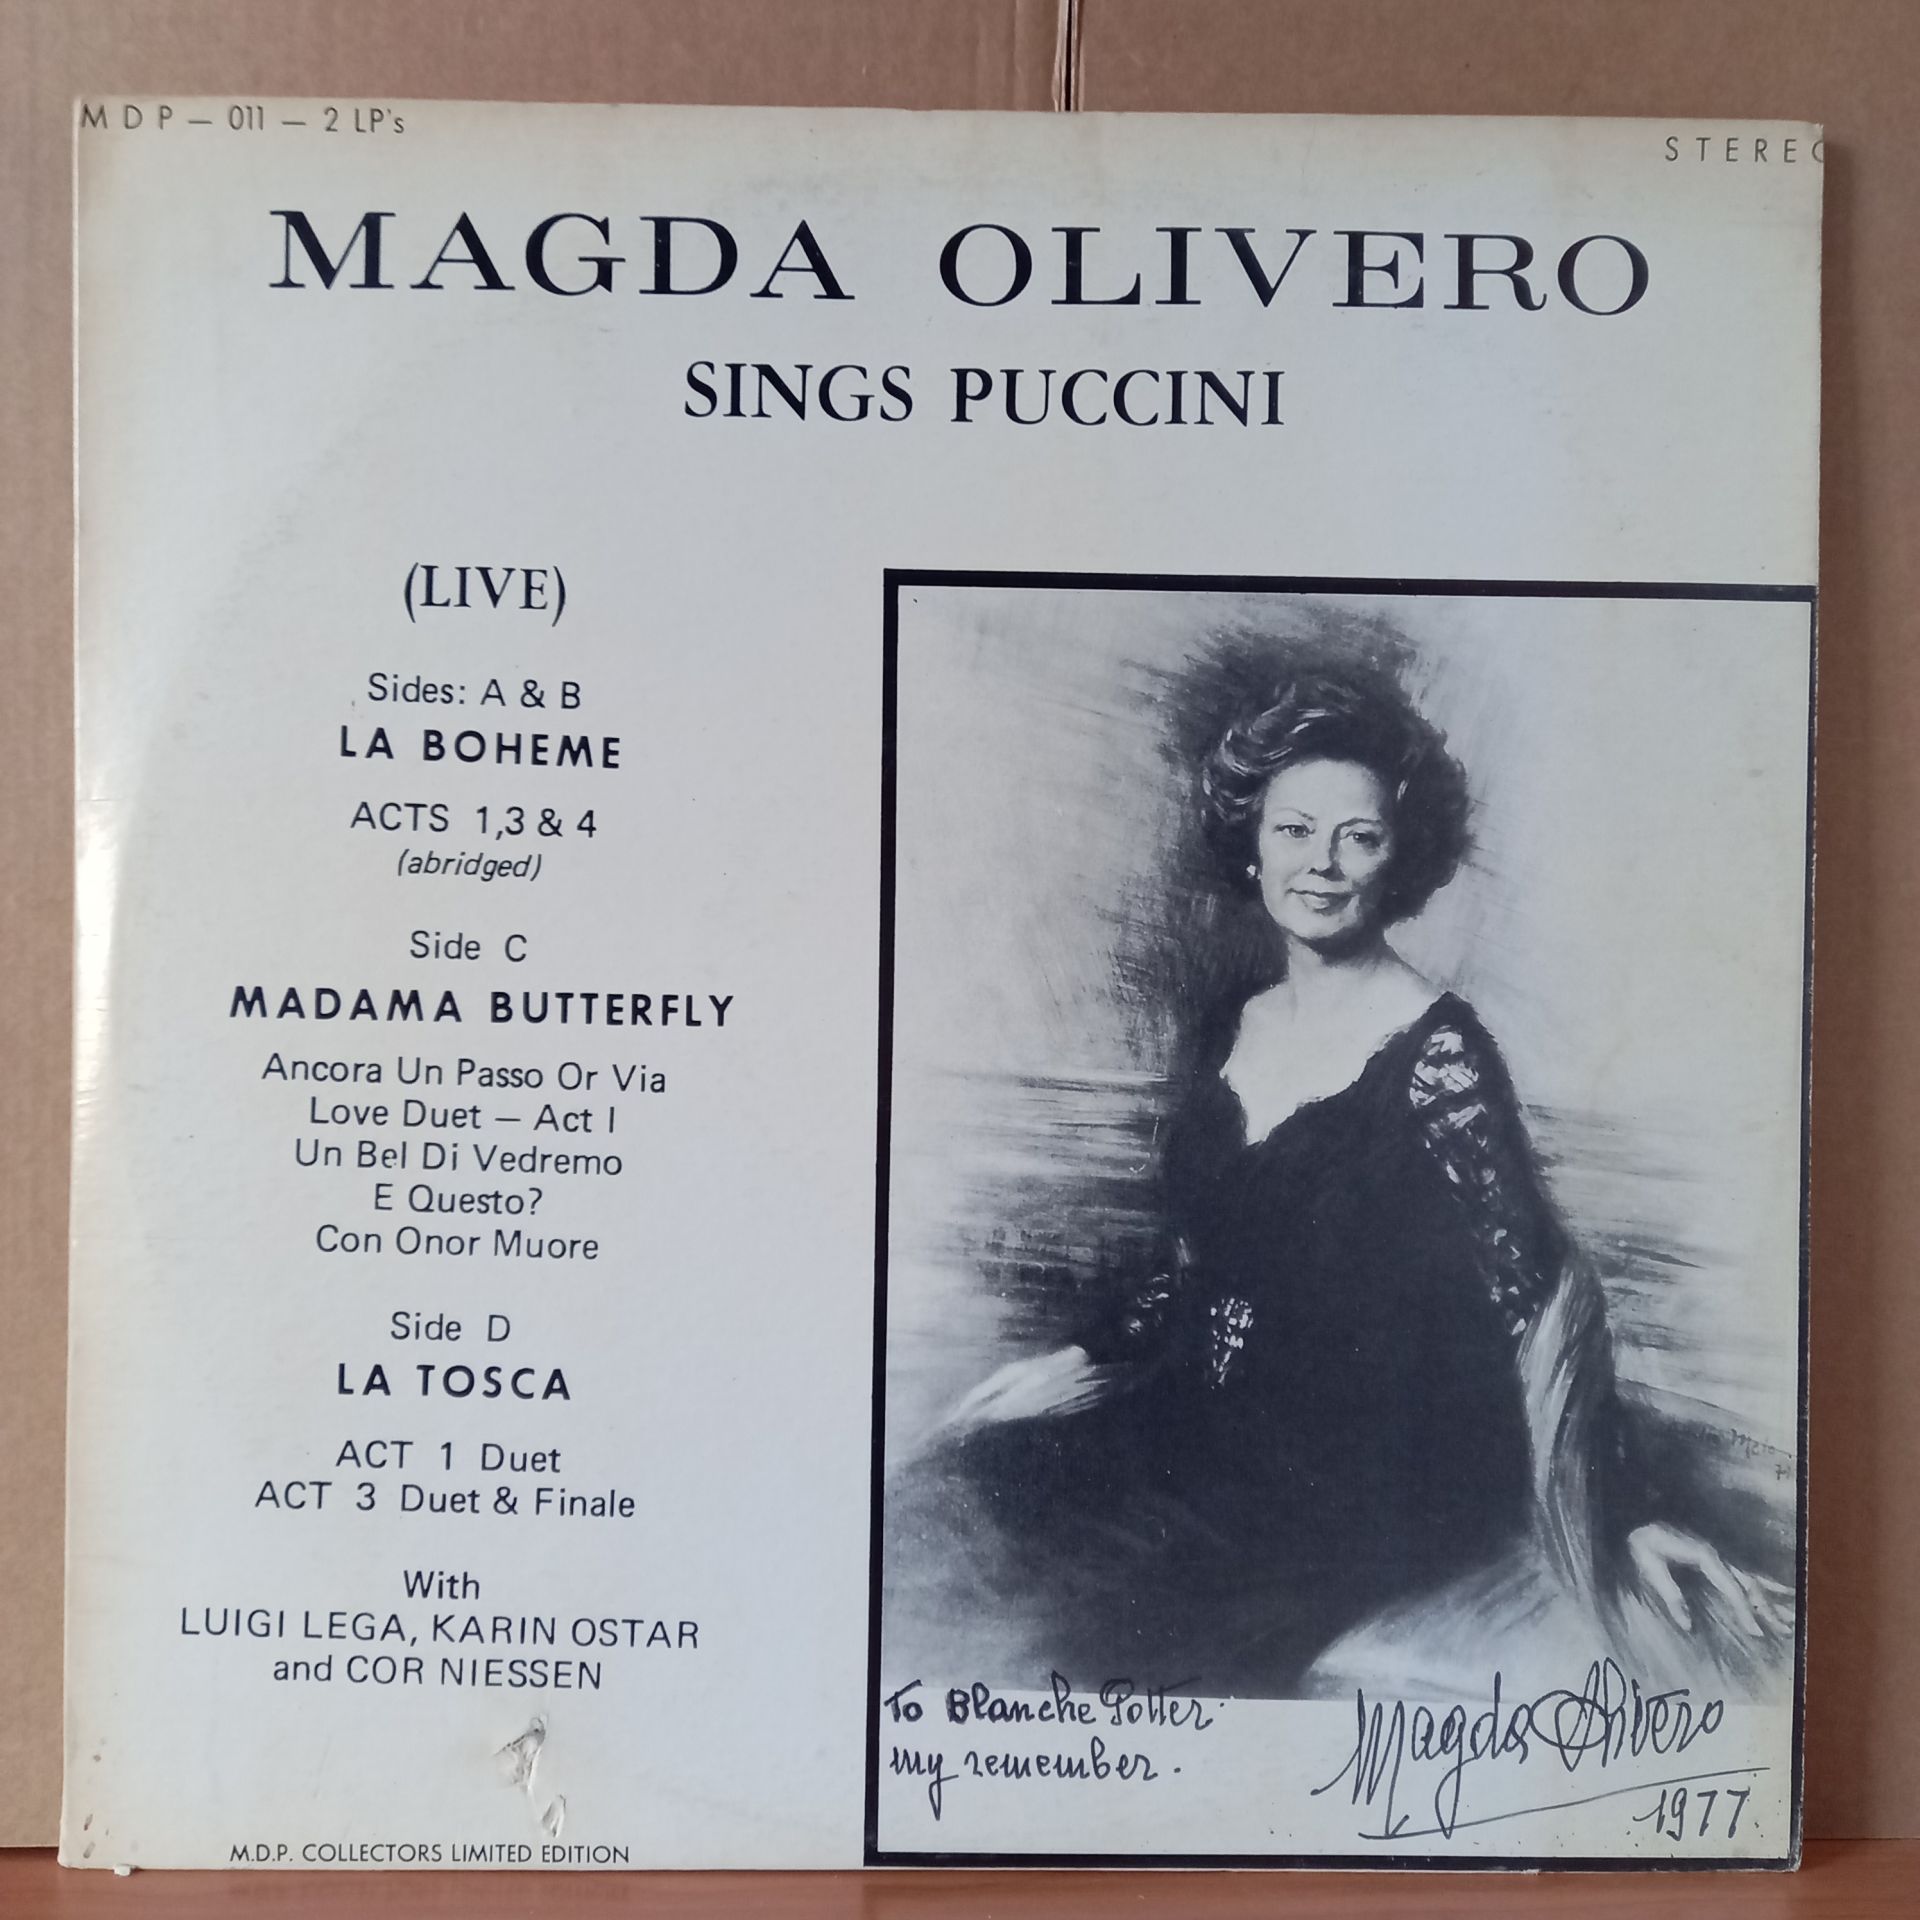 MDP — 011 — 2 LP's
STEREO
MAGDA OLIVERO
SINGS PUCCINI
(LIVE)
Sides: A & B
LA BOHEME
ACTS 1,3 & 4
(abridged)
Side C
MADAMA BUTTERFLY
Ancora Un Passo Or Via
Love Duet — Act I
Un Bel Di Vedremo
E Questo?
Con Onor Muore
Side D
LA TOSCA
ACT 1 Duet
ACT 3 Duet & Finale
With
LUIGI LEGA, KARIN OSTAR
and COR NIESSEN
M.D.P. COLLECTORS LIMITED EDITION
To Blanche Potter.
my remember.
Magda Olivero
1977